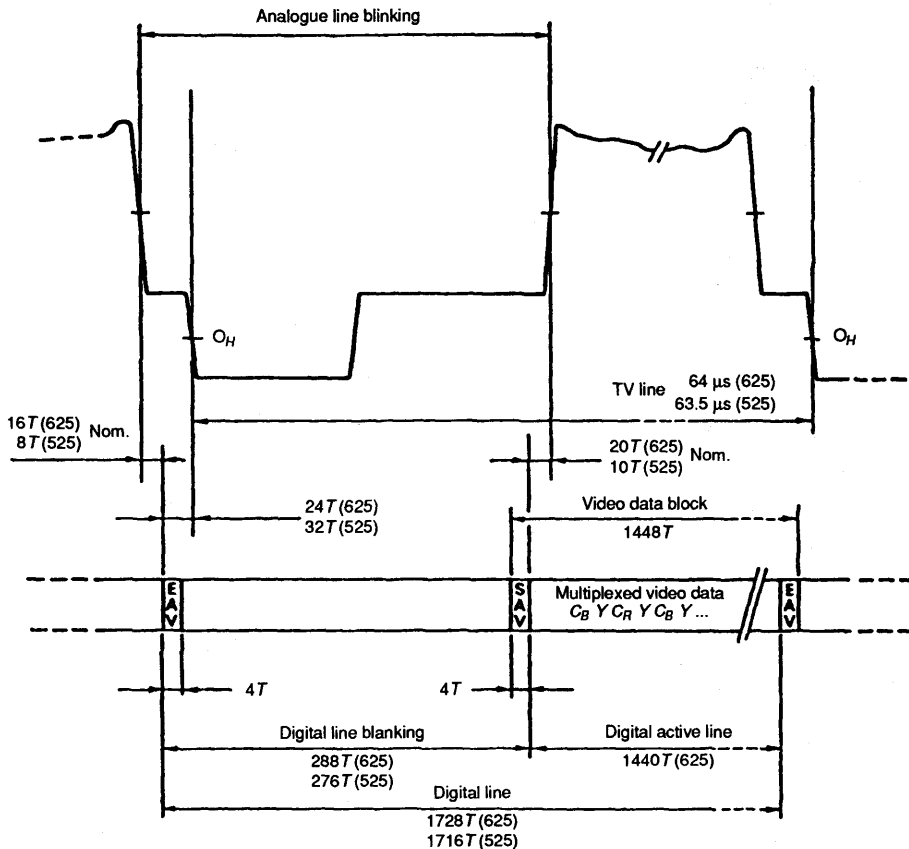 Analogue line blinking
O_H
O_H
TV line
64 μs (625)
63.5 μs (525)
16T(625)
8T(525)
Nom.
20T(625)
10T(525)
Nom.
24T(625)
32T(525)
Video data block
1448T
EAV
SAV
Multiplexed video data
C_B Y C_R Y C_B Y ...
EAV
4T
4T
Digital line blanking
288T(625)
276T(525)
Digital active line
1440T(625)
Digital line
1728T(625)
1716T(525)